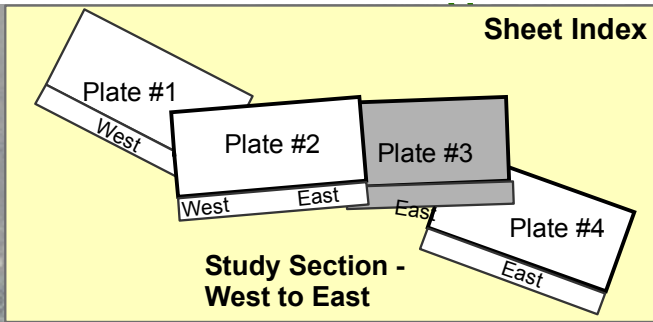 Sheet Index
Plate #1
West
Plate #2
West East
Plate #3
East
Plate #4
East
Study Section -
West to East